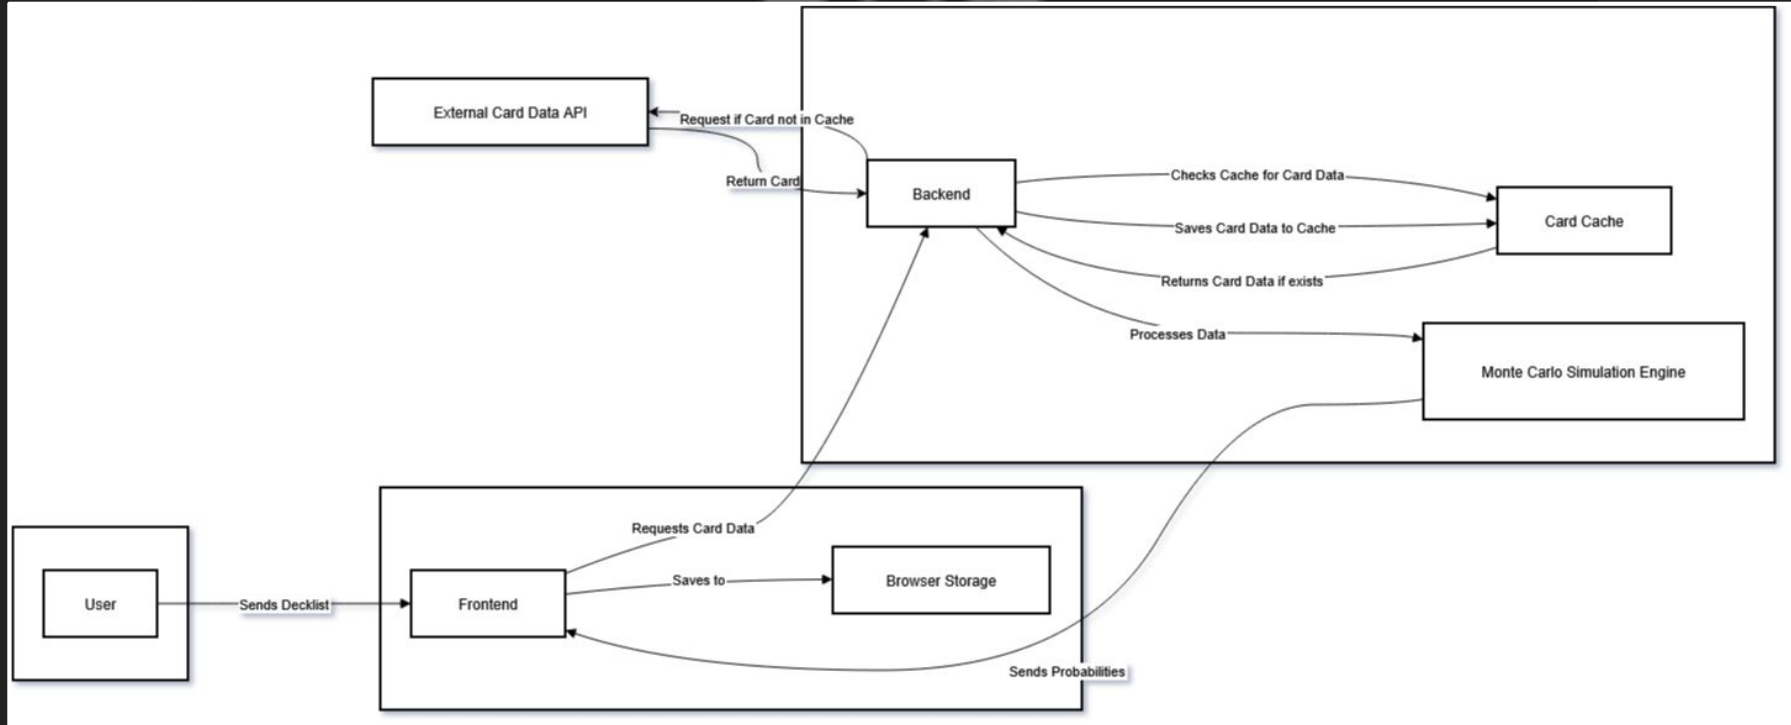 External Card Data API
Request if Card not in Cache
Return Card
Backend
Checks Cache for Card Data
Saves Card Data to Cache
Returns Card Data if exists
Card Cache
Processes Data
Monte Carlo Simulation Engine
Requests Card Data
Saves to
Browser Storage
User
Sends Decklist
Frontend
Sends Probabilities